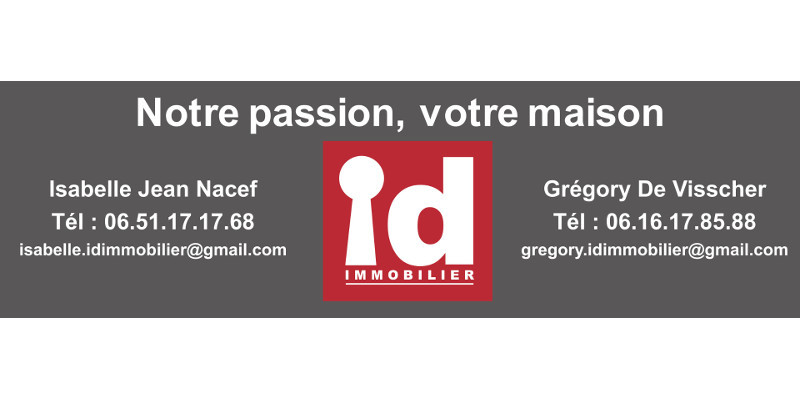 Notre passion, votre maison
Isabelle Jean Nacef
Tél : 06.51.17.17.68
isabelle.idimmobilier@gmail.com
id
IMMOBILIER
Grégory De Visscher
Tél : 06.16.17.85.88
gregory.idimmobilier@gmail.com